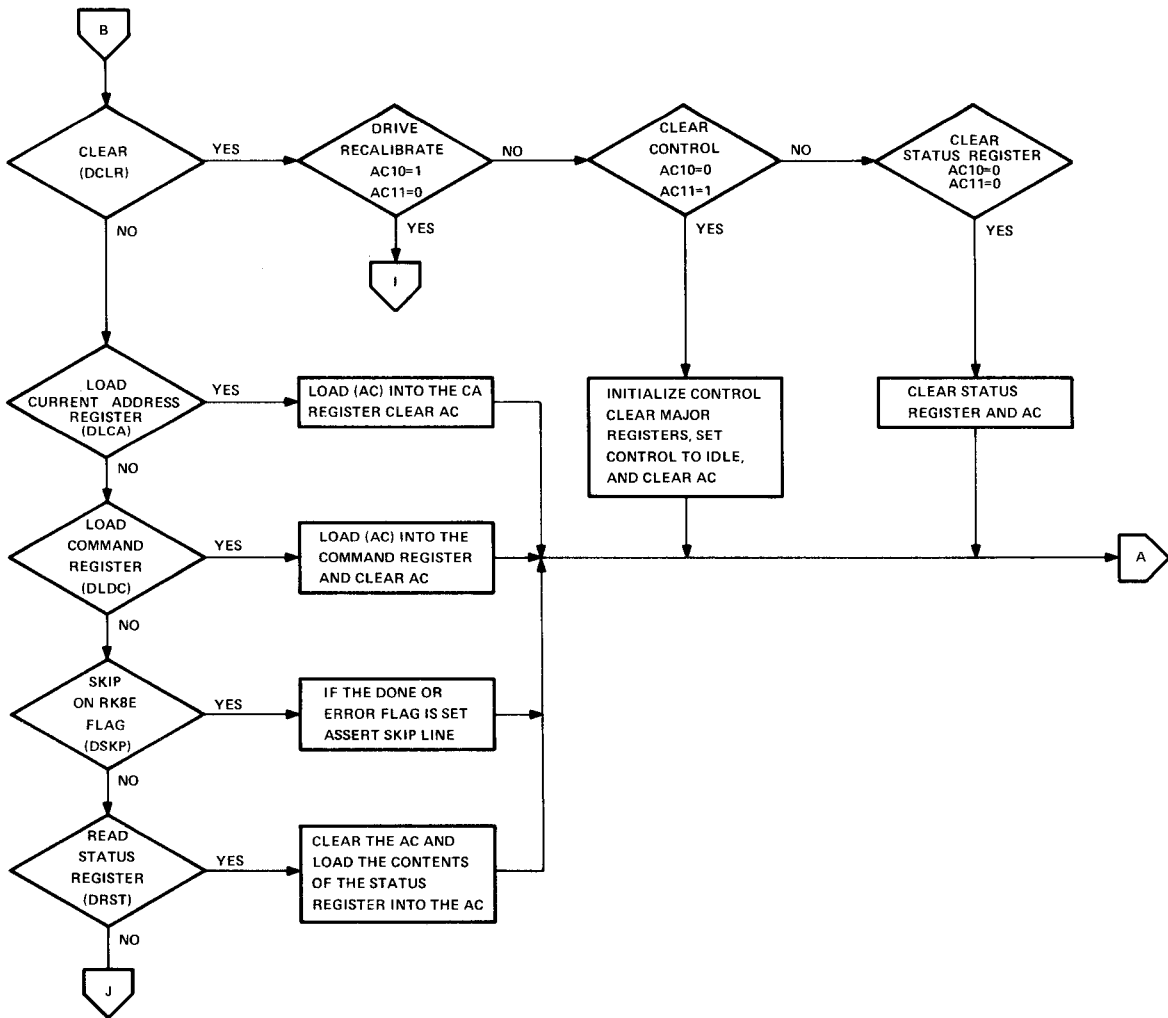 B
CLEAR
(DCLR)
YES
NO
DRIVE
RECALIBRATE
AC10=1
AC11=0
NO
YES
I
CLEAR
CONTROL
AC10=0
AC11=1
NO
YES
CLEAR
STATUS REGISTER
AC10=0
AC11=0
YES
LOAD
CURRENT ADDRESS
REGISTER
(DLCA)
YES
NO
LOAD (AC) INTO THE CA
REGISTER CLEAR AC
INITIALIZE CONTROL
CLEAR MAJOR
REGISTERS, SET
CONTROL TO IDLE,
AND CLEAR AC
CLEAR STATUS
REGISTER AND AC
LOAD
COMMAND
REGISTER
(DLDC)
YES
NO
LOAD (AC) INTO THE
COMMAND REGISTER
AND CLEAR AC
A
SKIP
ON RK8E
FLAG
(DSKP)
YES
NO
IF THE DONE OR
ERROR FLAG IS SET
ASSERT SKIP LINE
READ
STATUS
REGISTER
(DRST)
YES
NO
CLEAR THE AC AND
LOAD THE CONTENTS
OF THE STATUS
REGISTER INTO THE AC
J